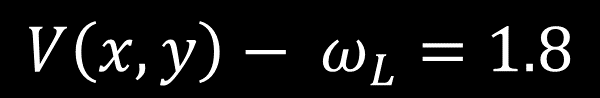 V(x, y) − ω_L = 1.8